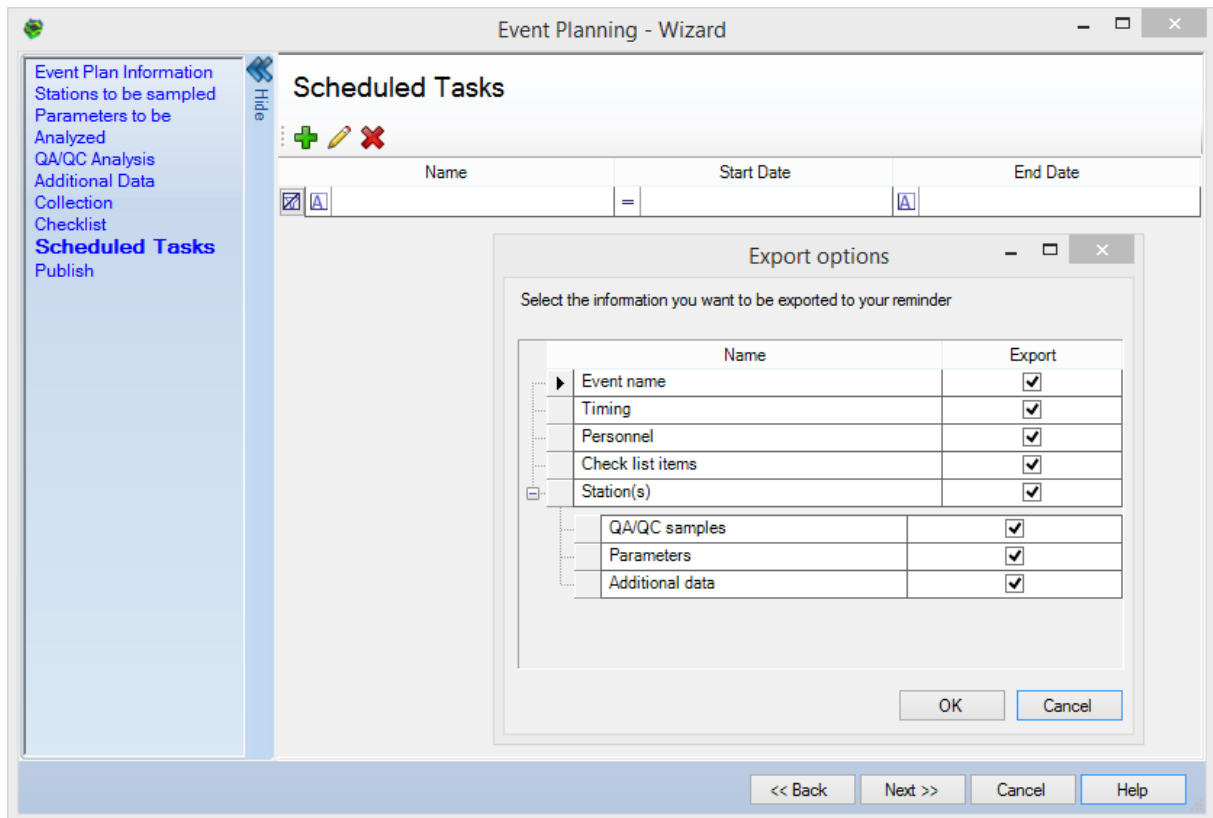 Event Planning - Wizard
Event Plan Information
Stations to be sampled
Parameters to be
Analyzed
QA/QC Analysis
Additional Data
Collection
Checklist
Scheduled Tasks
Publish
Hide
Scheduled Tasks
Name Start Date End Date
A = A
Export options
Select the information you want to be exported to your reminder
Name Export
Event name
Timing
Personnel
Check list items
Station(s)
QA/QC samples
Parameters
Additional data
OK Cancel
<< Back Next >> Cancel Help